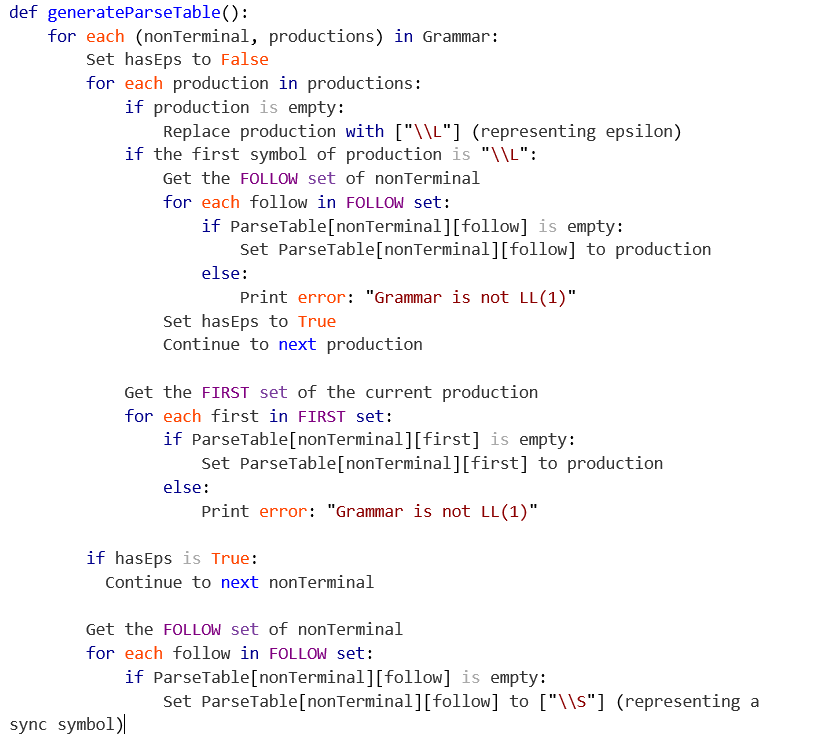 def generateParseTable():
    for each (nonTerminal, productions) in Grammar:
        Set hasEps to False
        for each production in productions:
            if production is empty:
                Replace production with ["\\L"] (representing epsilon)
            if the first symbol of production is "\\L":
                Get the FOLLOW set of nonTerminal
                for each follow in FOLLOW set:
                    if ParseTable[nonTerminal][follow] is empty:
                        Set ParseTable[nonTerminal][follow] to production
                    else:
                        Print error: "Grammar is not LL(1)"
                Set hasEps to True
                Continue to next production

            Get the FIRST set of the current production
            for each first in FIRST set:
                if ParseTable[nonTerminal][first] is empty:
                    Set ParseTable[nonTerminal][first] to production
                else:
                    Print error: "Grammar is not LL(1)"

        if hasEps is True:
          Continue to next nonTerminal

        Get the FOLLOW set of nonTerminal
        for each follow in FOLLOW set:
            if ParseTable[nonTerminal][follow] is empty:
                Set ParseTable[nonTerminal][follow] to ["\\S"] (representing a
sync symbol)